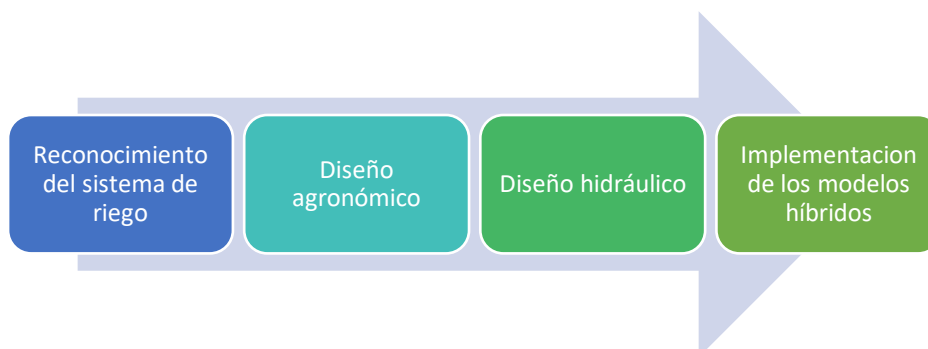 Reconocimiento
del sistema de
riego
Diseño
agronómico
Diseño hidráulico
Implementacion
de los modelos
híbridos